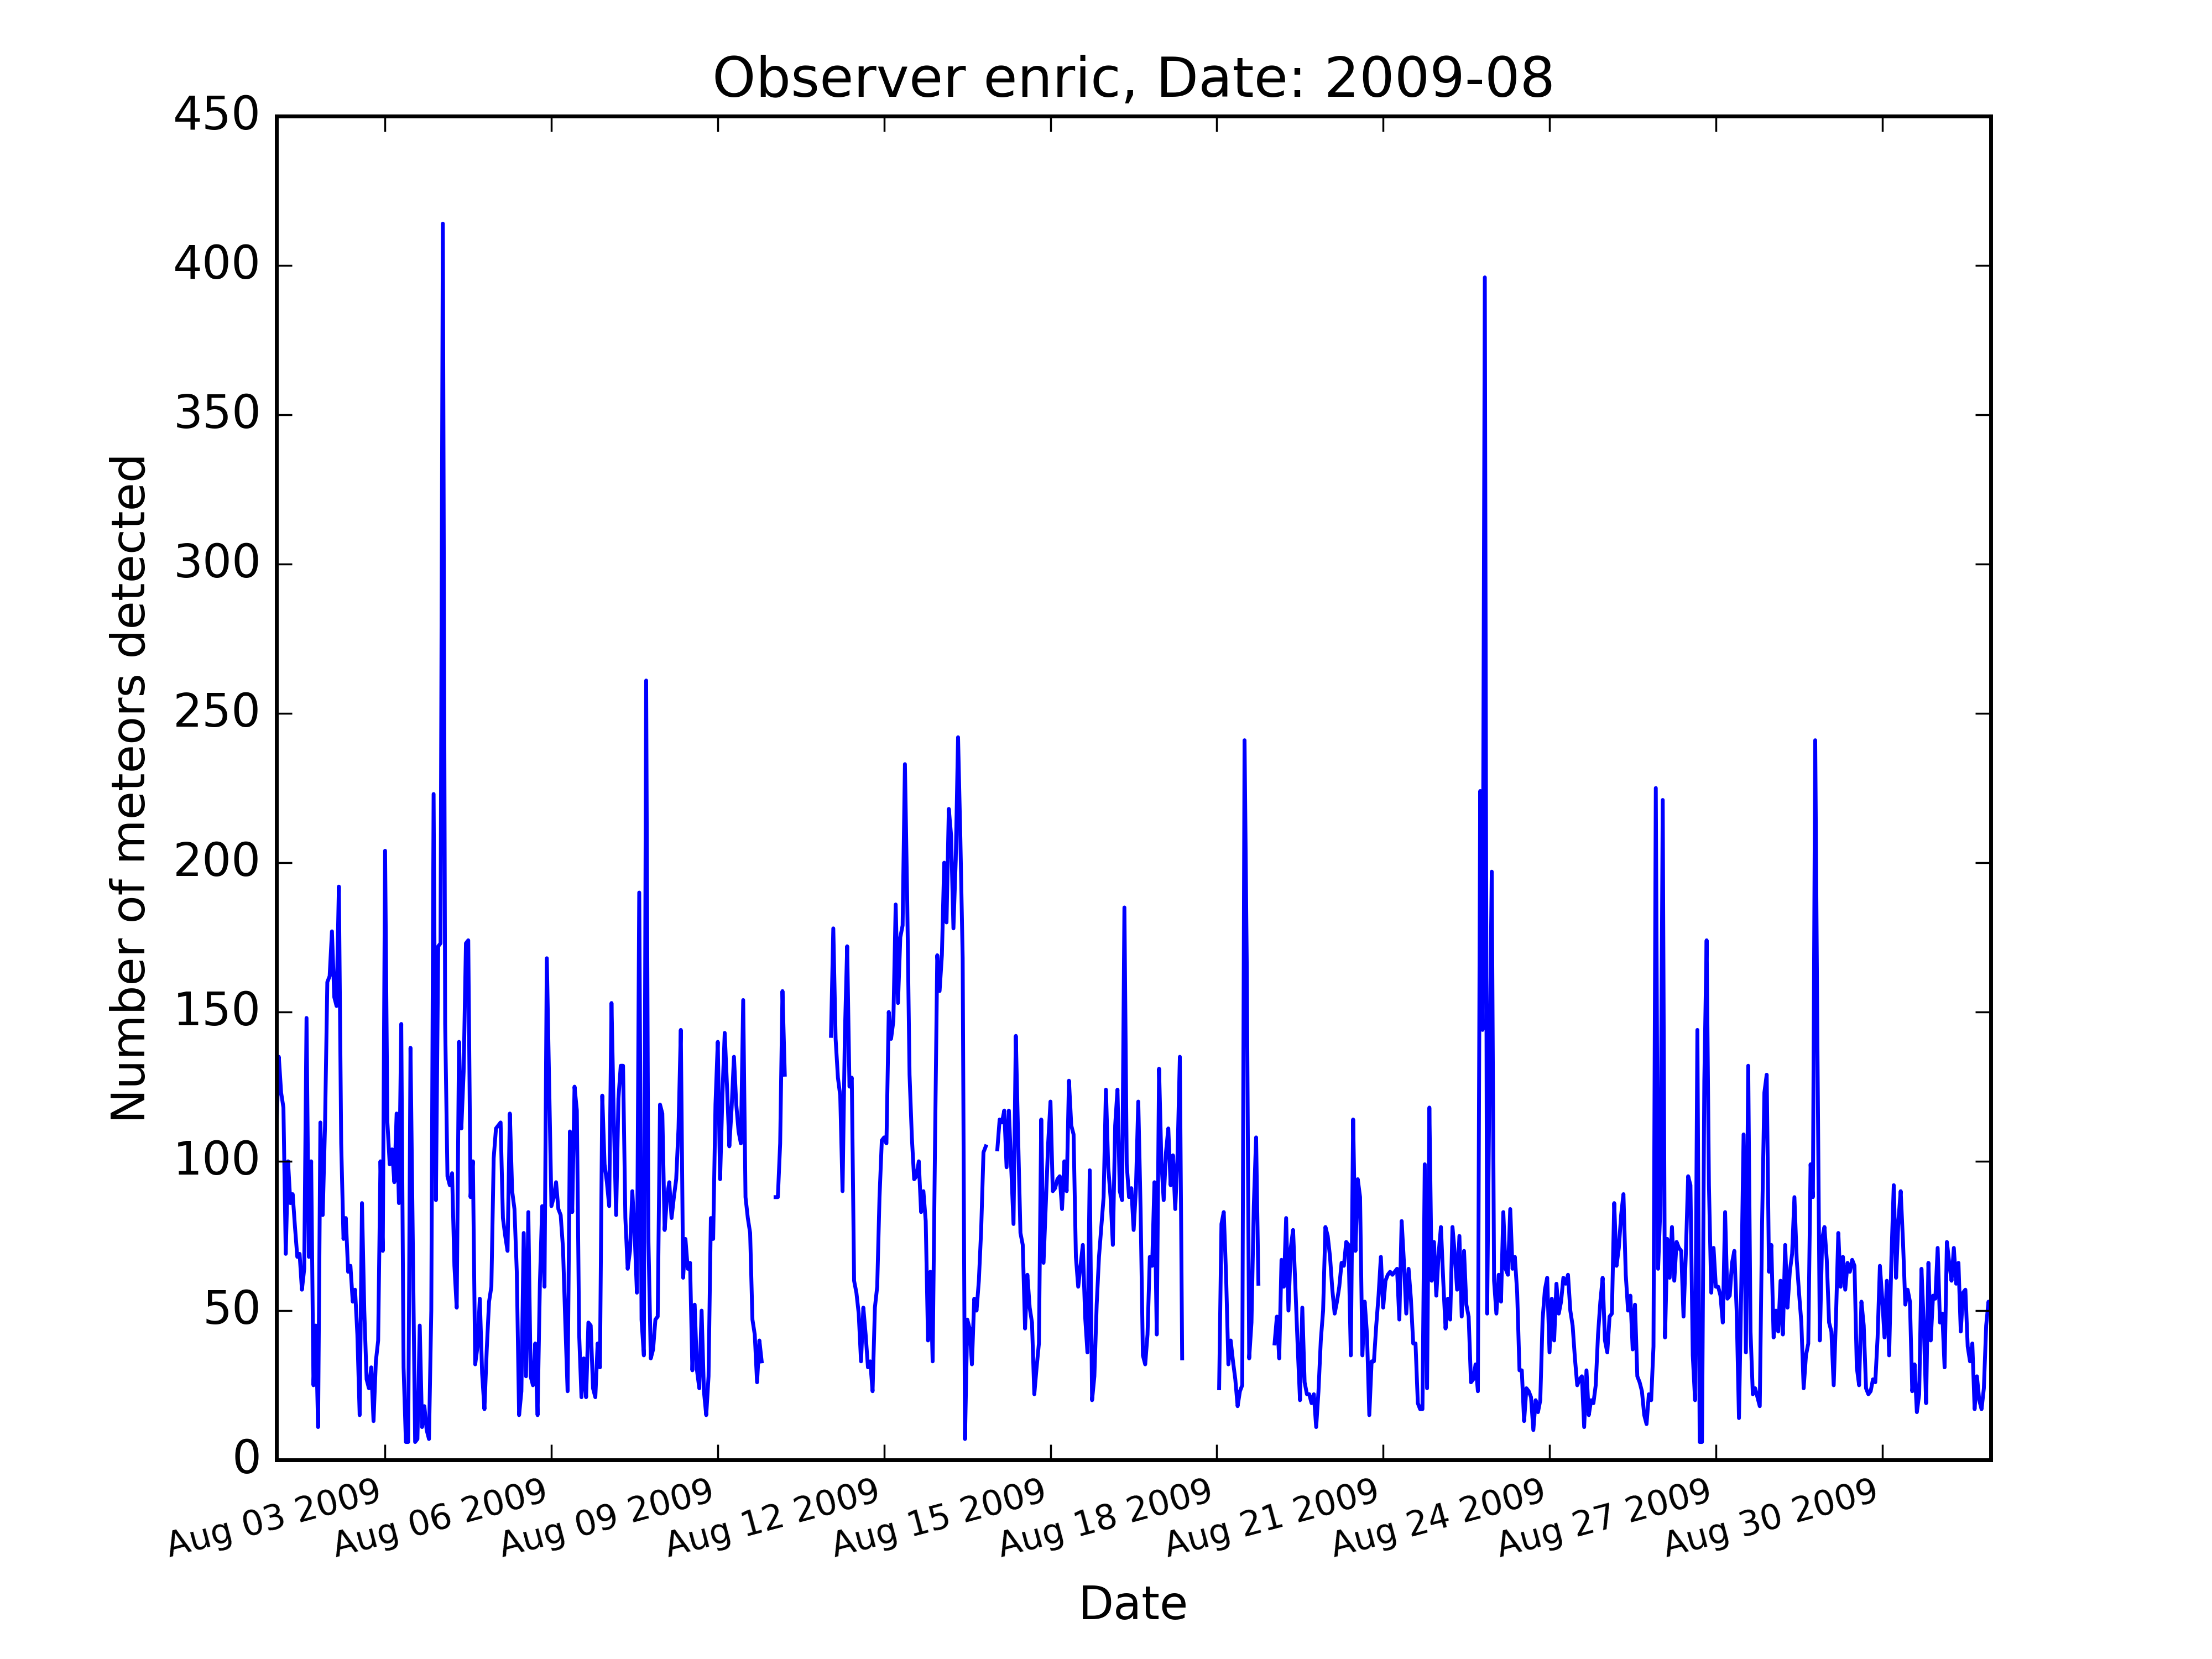 Observer enric, Date: 2009-08
450
400
350
300
250
200
150
100
50
0
Number of meteors detected
Aug 03 2009
Aug 06 2009
Aug 09 2009
Aug 12 2009
Aug 15 2009
Aug 18 2009
Aug 21 2009
Aug 24 2009
Aug 27 2009
Aug 30 2009
Date